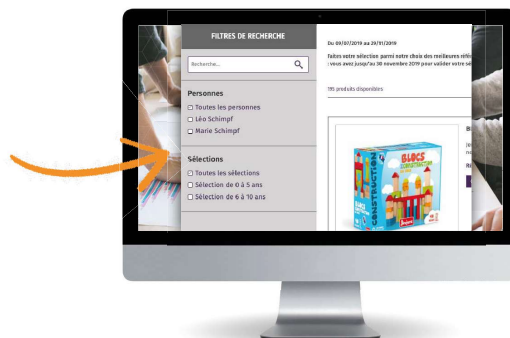 FILTRES DE RECHERCHE
Recherche...
Personnes
Toutes les personnes
Léo Schimpf
Marie Schimpf
Sélections
Toutes les sélections
Sélection de 0 à 5 ans
Sélection de 6 à 10 ans
Du 09/07/2019 au 29/11/2019
Faites votre sélection parmi notre choix des meilleures
: vous avez jusqu'au 30 novembre 2019 pour valider votre
produits disponibles
BLOCS
CONSTRUCTION
CONSTRUCTION